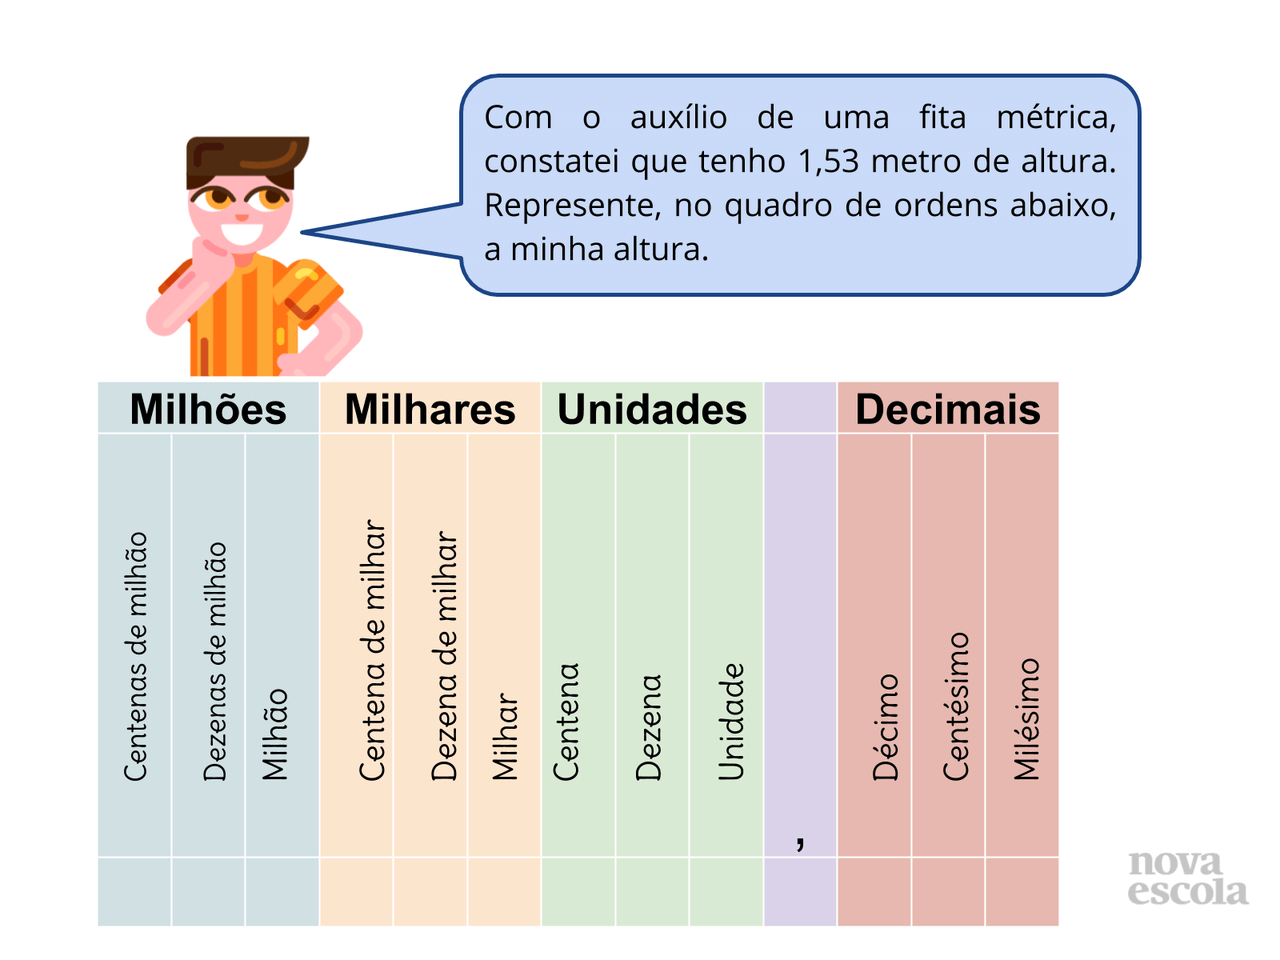 Com o auxílio de uma fita métrica,
constatei que tenho 1,53 metro de altura.
Represente, no quadro de ordens abaixo,
a minha altura.
Milhões Milhares Unidades Decimais
Centenas de milhão
Dezenas de milhão
Milhão
Centena de milhar
Dezena de milhar
Milhar
Centena
Dezena
Unidade
,
Décimo
Centésimo
Milésimo
nova
escola